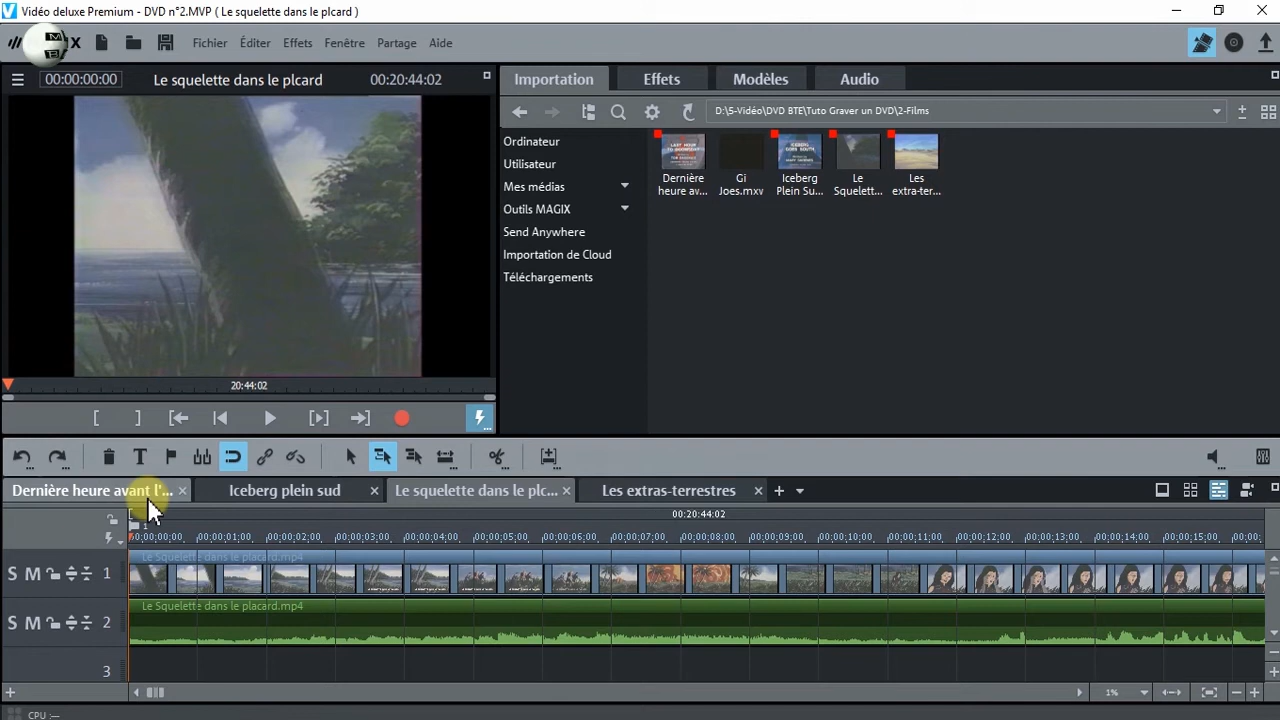 Vidéo deluxe Premium - DVD n°2.MVP ( Le squelette dans le plcard )
Fichier Éditer Effets Fenêtre Partage Aide
00:00:00:00 Le squelette dans le plcard 00:20:44:02
Importation Effets Modèles Audio
D:\5-Vidéo\DVD BTE\Tuto Graver un DVD\2-Films
Ordinateur
Utilisateur
Mes médias
Outils MAGIX
Send Anywhere
Importation de Cloud
Téléchargements
Dernière heure av...
Gi Joes.mxv
Iceberg Plein Su...
Le Squelett...
Les extra-ter...
20:44:02
Dernière heure avant l'... Iceberg plein sud Le squelette dans le plc... Les extras-terrestres
00:20:44:02
1
00:00:00;00 00:00:01;00 00:00:02;00 00:00:03;00 00:00:04;00 00:00:05;00 00:00:06;00 00:00:07;00 00:00:08;00 00:00:09;00 00:00:10;00 00:00:11;00 00:00:12;00 00:00:13;00 00:00:14;00 00:00:15;00 00:00:
Le Squelette dans le placard.mp4
S M 1
Le Squelette dans le placard.mp4
S M 2
3
1%
CPU :--